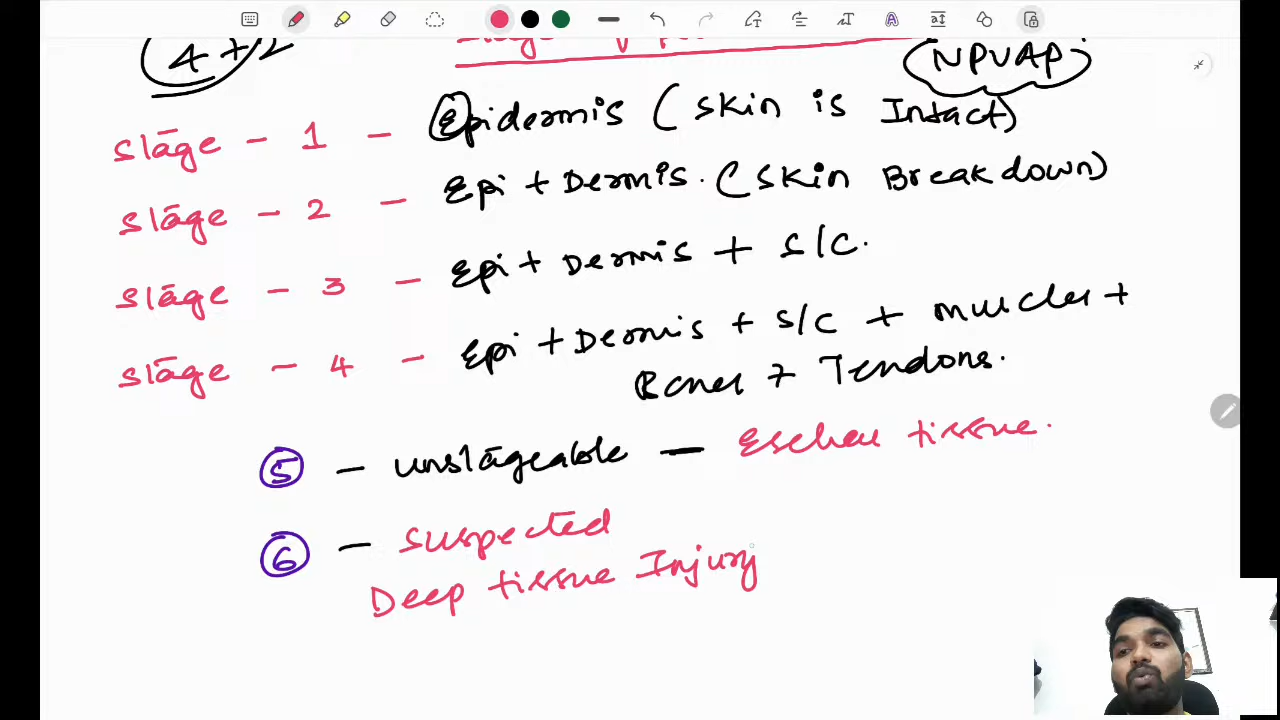 4 + 2
NPUAP
Stage - 1 - Epidermis (skin is Intact)
Stage - 2 - Epi + Dermis. (skin Breakdown)
Stage - 3 - Epi + Dermis + S/C.
Stage - 4 - Epi + Dermis + S/C + muscles +
Bones + Tendons.
5 - unstageable - Eschar tissue.
6 - suspected
Deep tissue Injury